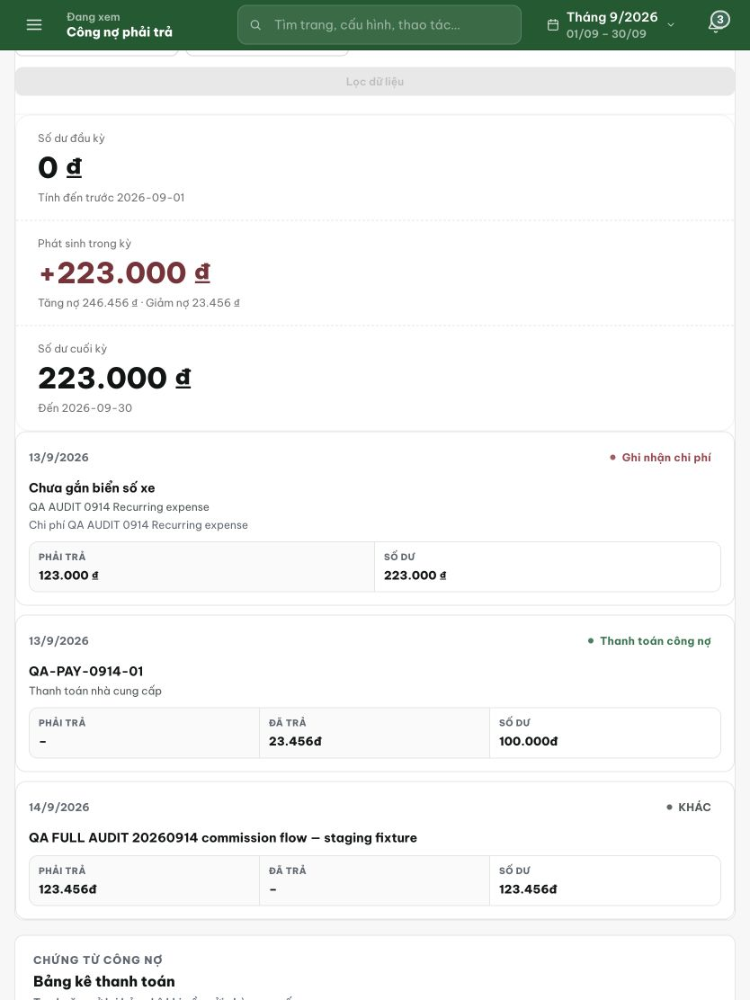 Đang xem
Công nợ phải trả
Tìm trang, cấu hình, thao tác...
Tháng 9/2026
01/09 – 30/09
3
Lọc dữ liệu
Số dư đầu kỳ
0 ₫
Tính đến trước 2026-09-01
Phát sinh trong kỳ
+223.000 ₫
Tăng nợ 246.456 ₫ · Giảm nợ 23.456 ₫
Số dư cuối kỳ
223.000 ₫
Đến 2026-09-30
13/9/2026
Ghi nhận chi phí
Chưa gắn biển số xe
QA AUDIT 0914 Recurring expense
Chi phí QA AUDIT 0914 Recurring expense
PHẢI TRẢ
SỐ DƯ
123.000 ₫
223.000 ₫
13/9/2026
Thanh toán công nợ
QA-PAY-0914-01
Thanh toán nhà cung cấp
PHẢI TRẢ
ĐÃ TRẢ
SỐ DƯ
–
23.456đ
100.000đ
14/9/2026
KHÁC
QA FULL AUDIT 20260914 commission flow — staging fixture
PHẢI TRẢ
ĐÃ TRẢ
SỐ DƯ
123.456đ
–
123.456đ
CHỨNG TỪ CÔNG NỢ
Bảng kê thanh toán